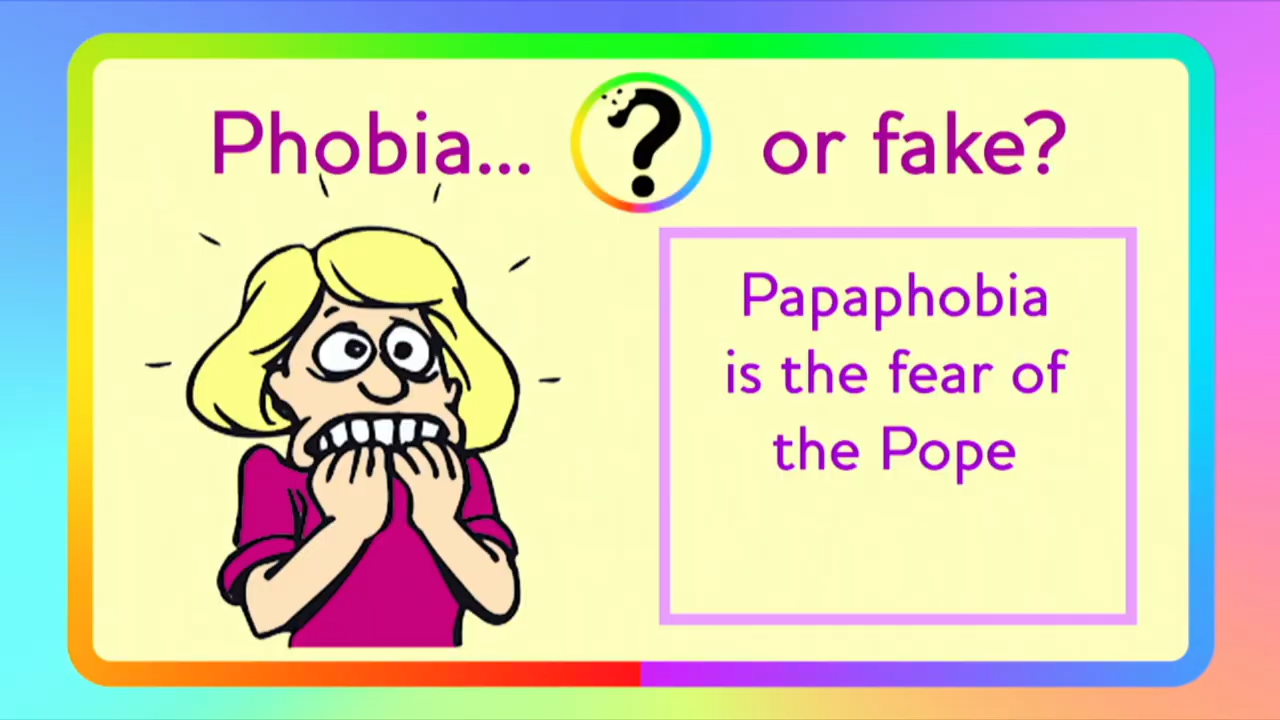 Phobia... ? or fake?
Papaphobia
is the fear of
the Pope